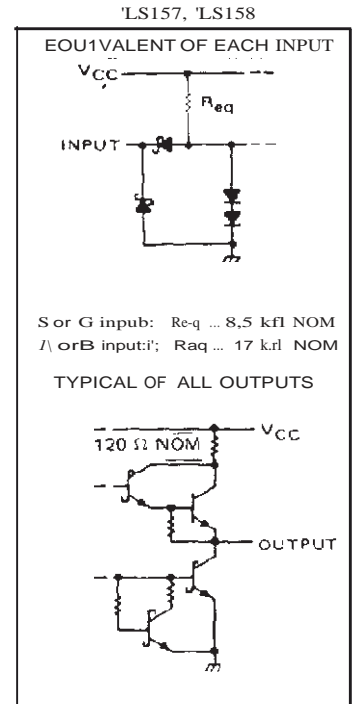 'LS157, 'LS158
EOU1VALENT OF EACH INPUT
VCC
Req
INPUT
S or G inpub: Re-q ... 8,5 kfl NOM
I\ orB input:i'; Raq ... 17 k.rl NOM
TYPICAL OF ALL OUTPUTS
VCC
120 Ω NOM
OUTPUT